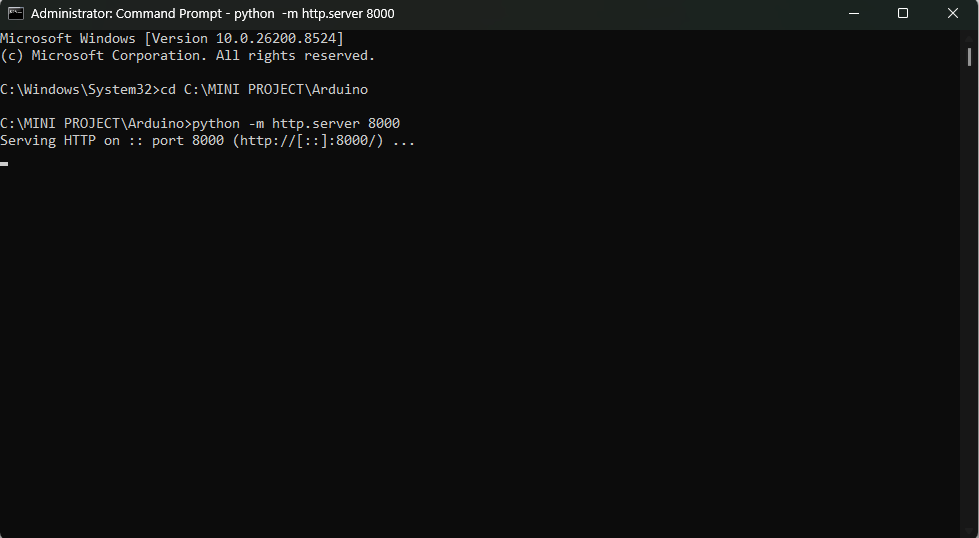 Administrator: Command Prompt - python  -m http.server 8000
Microsoft Windows [Version 10.0.26200.8524]
(c) Microsoft Corporation. All rights reserved.
C:\Windows\System32>cd C:\MINI PROJECT\Arduino
C:\MINI PROJECT\Arduino>python -m http.server 8000
Serving HTTP on :: port 8000 (http://[::]:8000/) ...